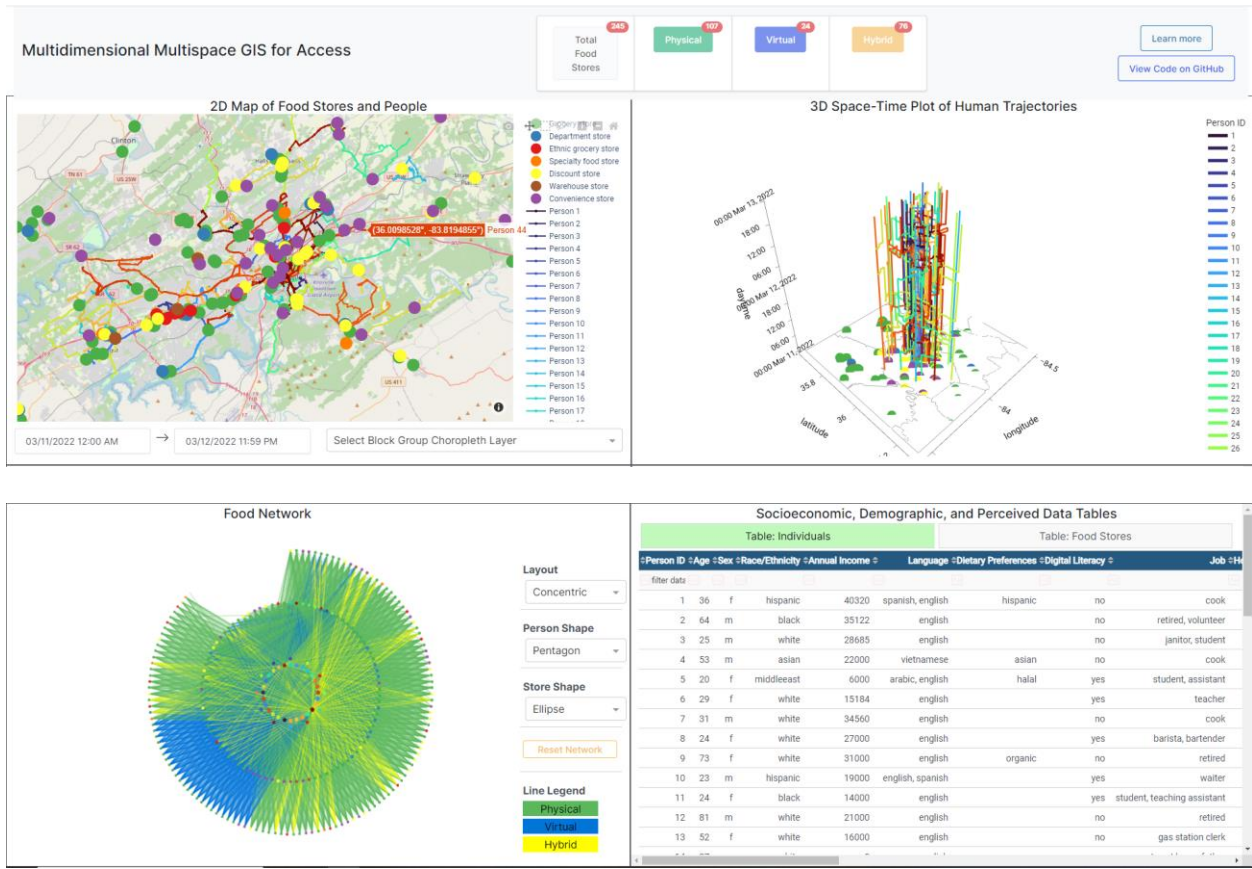 Multidimensional Multispace GIS for Access
Total
Food
Stores
245
Physical
107
Virtual
24
Hybrid
76
Learn more
View Code on GitHub
2D Map of Food Stores and People
Clinton
TN 61
US 25W
SR 62
US 411
(36.0098528°, −83.8194855°)
Person 44
Department store
Ethnic grocery store
Specialty food store
Discount store
Warehouse store
Convenience store
Person 1
Person 2
Person 3
Person 4
Person 5
Person 6
Person 7
Person 8
Person 9
Person 10
Person 11
Person 12
Person 13
Person 14
Person 15
Person 16
Person 17
03/11/2022 12:00 AM
→
03/12/2022 11:59 PM
Select Block Group Choropleth Layer
3D Space-Time Plot of Human Trajectories
00:00 Mar 13, 2022
18:00
12:00
06:00
00:00 Mar 12, 2022
18:00
12:00
06:00
00:00 Mar 11, 2022
35.8
latitude
36
−84.5
−84
longitude
Person ID
1
2
3
4
5
6
7
8
9
10
11
12
13
14
15
16
17
18
19
20
21
22
23
24
25
26
Food Network
Layout
Concentric
Person Shape
Pentagon
Store Shape
Ellipse
Reset Network
Line Legend
Physical
Virtual
Hybrid
Socioeconomic, Demographic, and Perceived Data Tables
Table: Individuals
Table: Food Stores
Person ID Age Sex Race/Ethnicity Annual Income Language Dietary Preferences Digital Literacy Job
filter data
1 36 f hispanic 40320 spanish, english hispanic no cook
2 64 m black 35122 english no retired, volunteer
3 25 m white 28685 english no janitor, student
4 53 m asian 22000 vietnamese asian no cook
5 20 f middleeast 6000 arabic, english halal yes student, assistant
6 29 f white 15184 english yes teacher
7 31 m white 34560 english no cook
8 24 f white 27000 english yes barista, bartender
9 73 f white 31000 english organic no retired
10 23 m hispanic 19000 english, spanish yes waiter
11 24 f black 14000 english yes student, teaching assistant
12 81 m white 21000 english no retired
13 52 f white 16000 english no gas station clerk